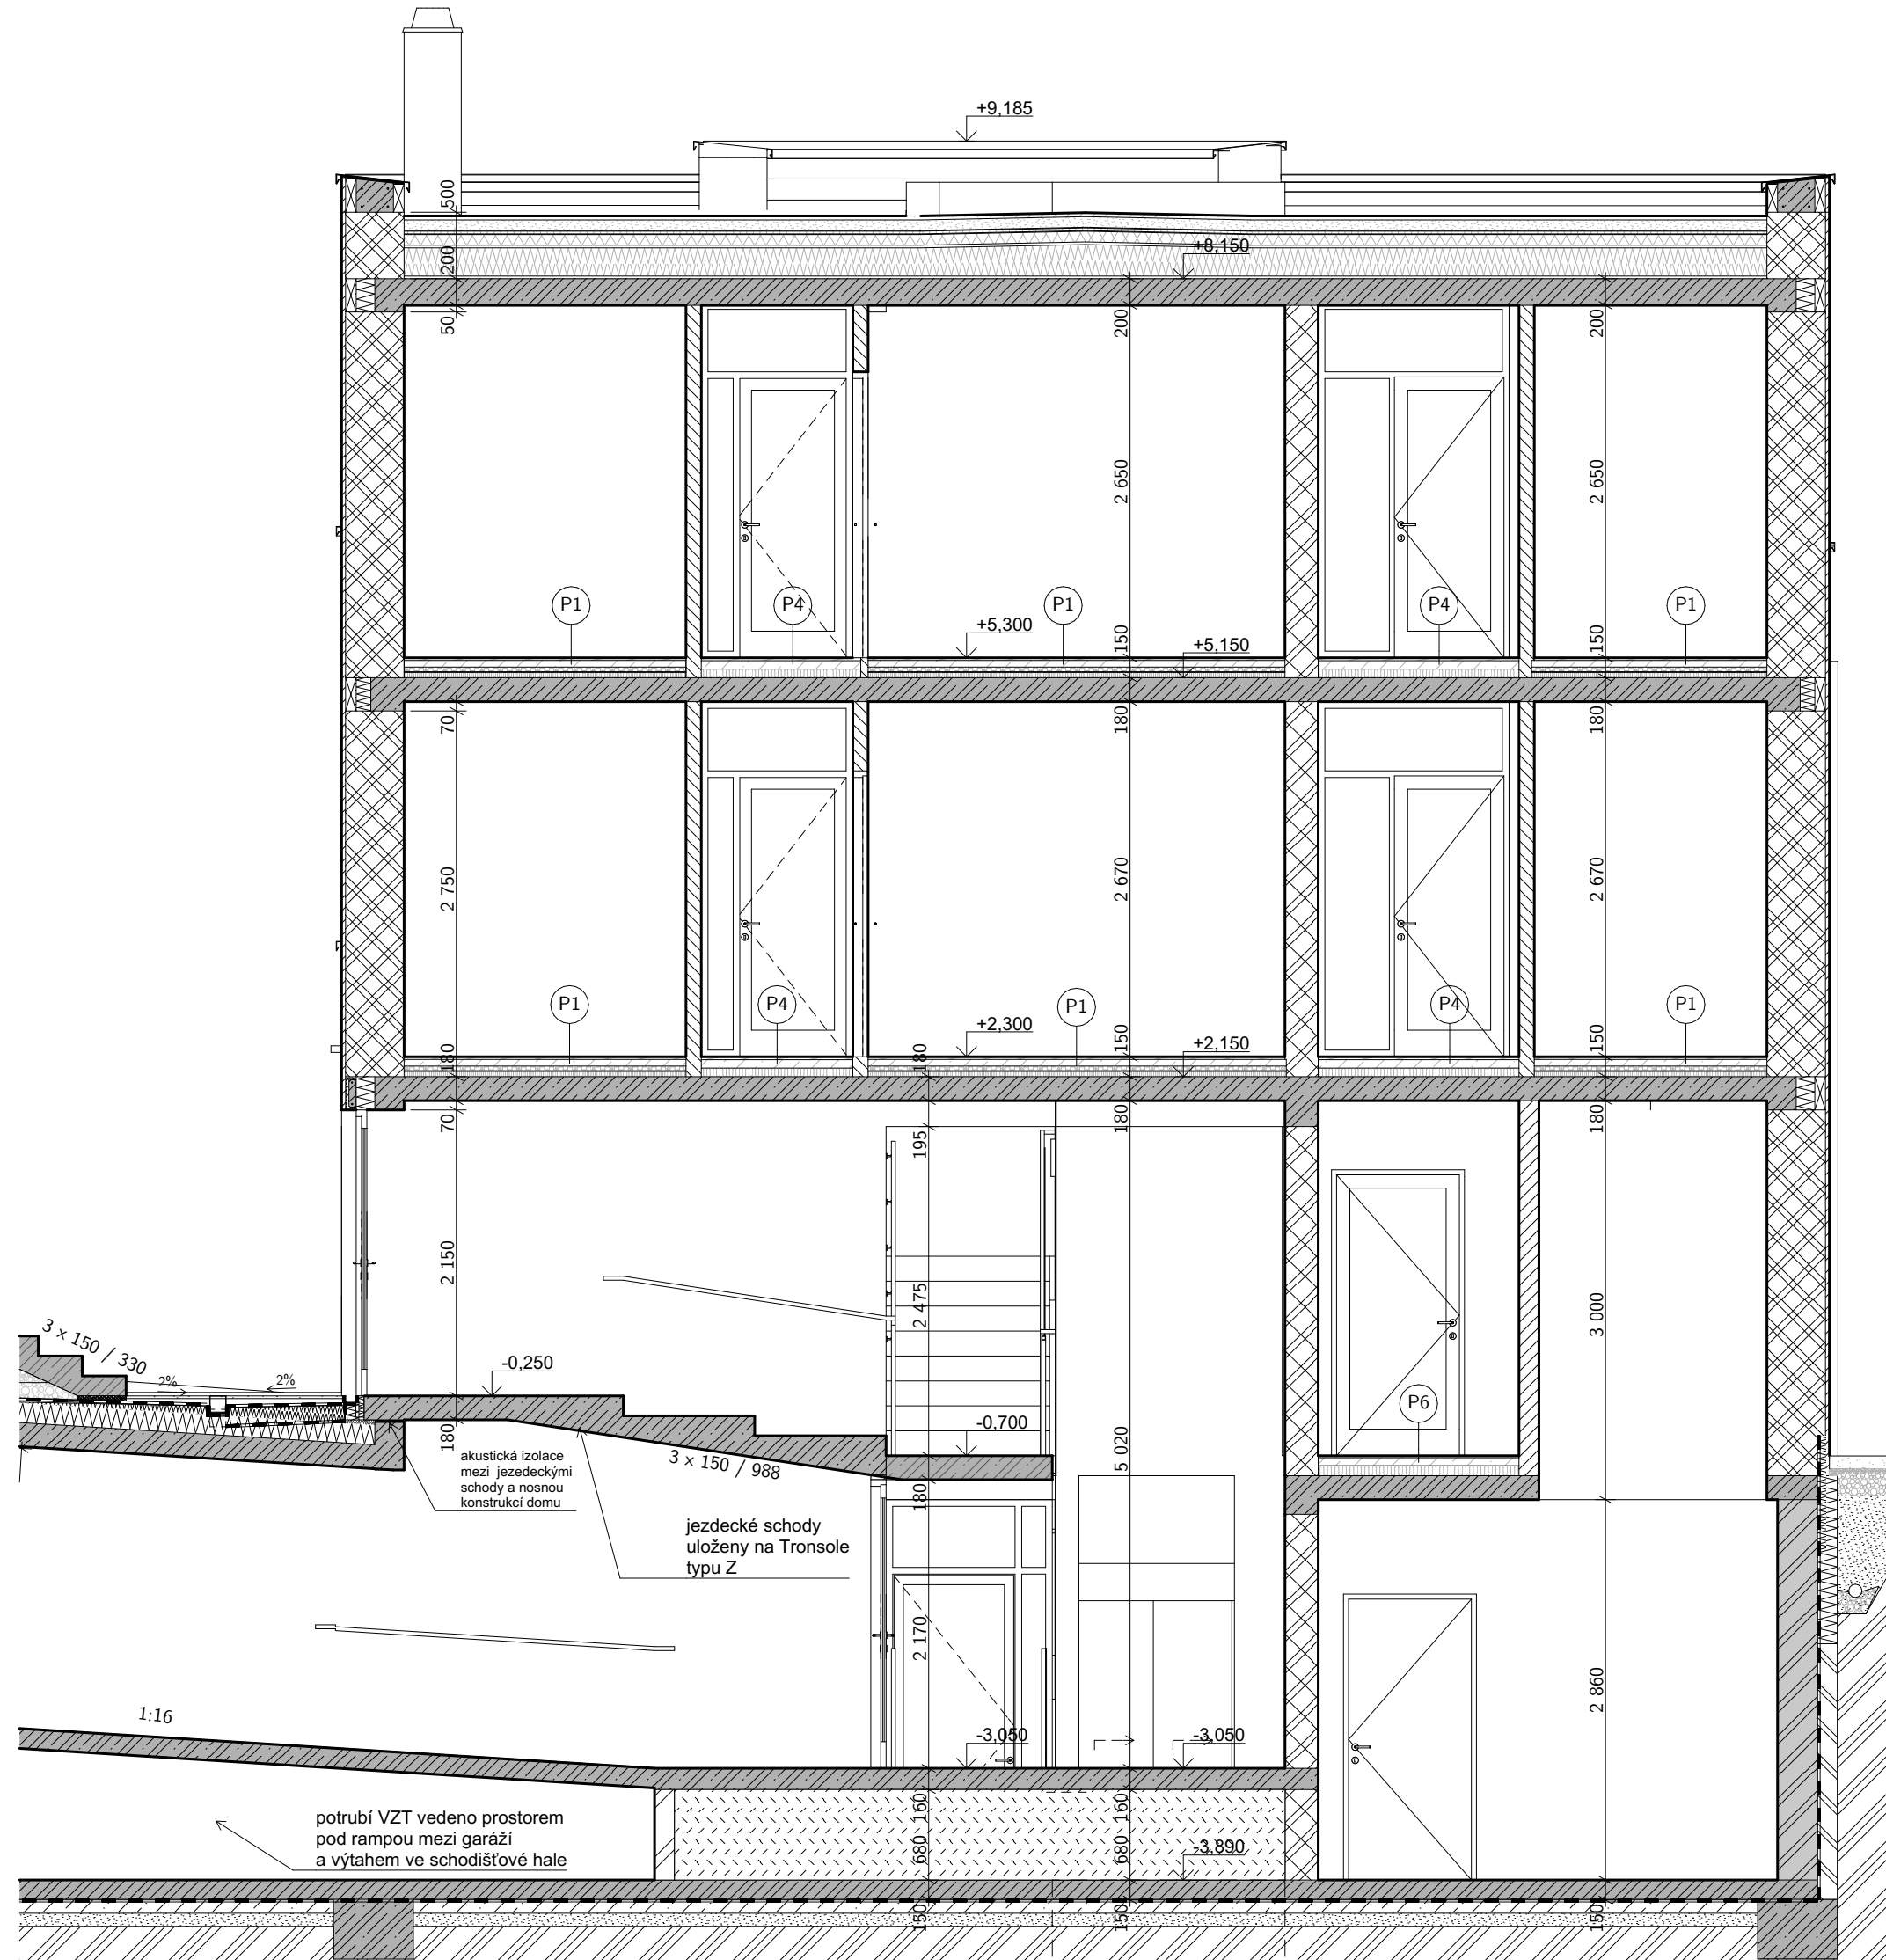 +9,185
500
+8,150
200
50
200
200
2 650
2 650
P1
P4
P1
P4
P1
+5,300
+5,150
150
150
70
180
180
2 750
2 670
2 670
P1
P4
P1
P4
P1
+2,300
+2,150
150
150
180
180
70
180
180
195
2 150
2 475
3 000
3 x 150 / 330
2%
2%
-0,250
P6
-0,700
180
akustická izolace
mezi jezedeckými
schody a nosnou
konstrukcí domu
3 x 150 / 988
5 020
180
jezdecké schody
uloženy na Tronsole
typu Z
2 170
2 860
1:16
-3,050
-3,050
potrubí VZT vedeno prostorem
pod rampou mezi garáží
a výtahem ve schodišťové hale
160
160
680
680
-3,890
150
150
150